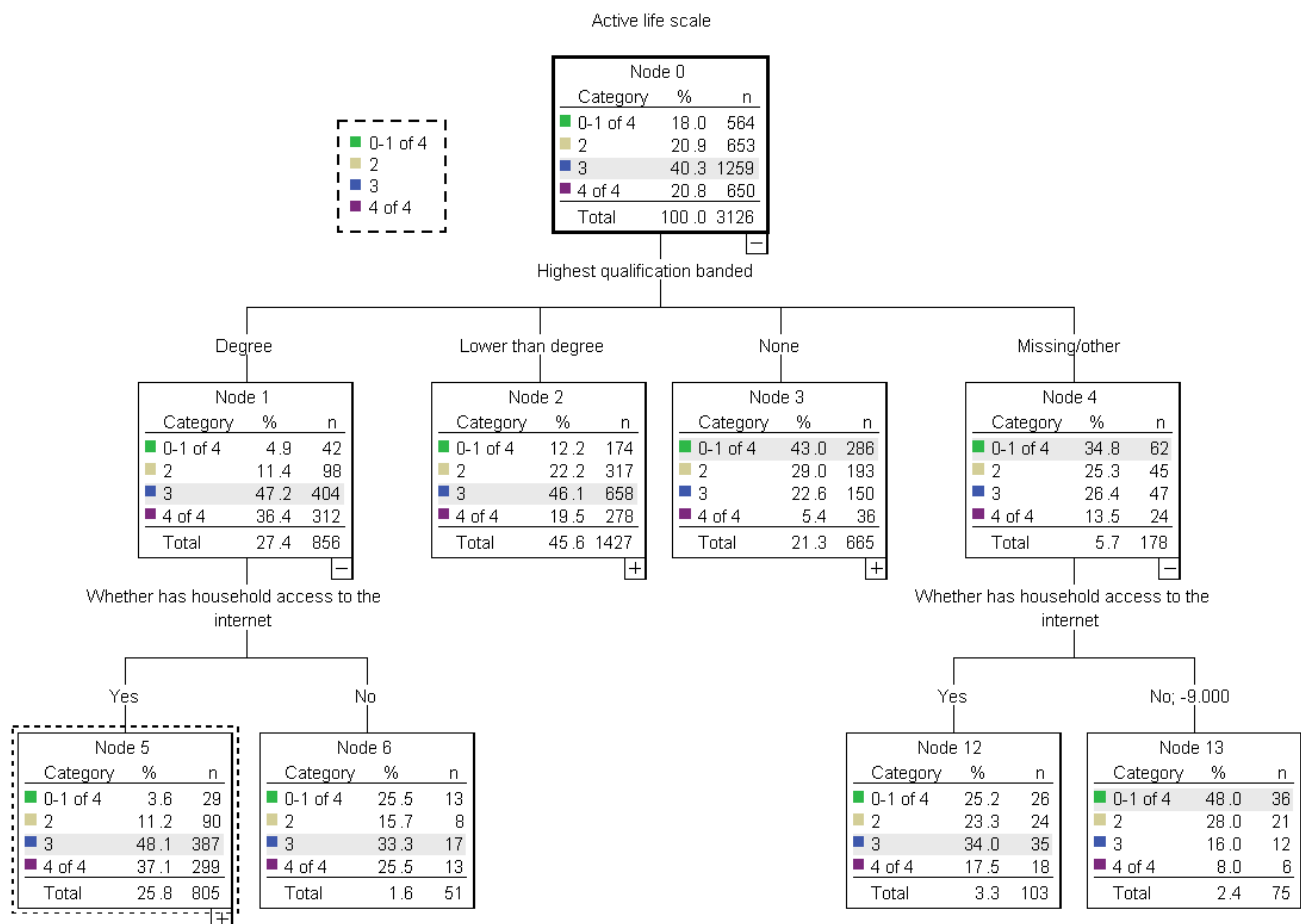 Active life scale
Node 0
Category % n
0-1 of 4 18.0 564
2 20.9 653
3 40.3 1259
4 of 4 20.8 650
Total 100.0 3126
0-1 of 4
2
3
4 of 4
Highest qualification banded
Degree
Lower than degree
None
Missing/other
Node 1
Category % n
0-1 of 4 4.9 42
2 11.4 98
3 47.2 404
4 of 4 36.4 312
Total 27.4 856
Node 2
Category % n
0-1 of 4 12.2 174
2 22.2 317
3 46.1 658
4 of 4 19.5 278
Total 45.6 1427
Node 3
Category % n
0-1 of 4 43.0 286
2 29.0 193
3 22.6 150
4 of 4 5.4 36
Total 21.3 665
Node 4
Category % n
0-1 of 4 34.8 62
2 25.3 45
3 26.4 47
4 of 4 13.5 24
Total 5.7 178
Whether has household access to the
internet
Whether has household access to the
internet
Yes
No
Yes
No; -9.000
Node 5
Category % n
0-1 of 4 3.6 29
2 11.2 90
3 48.1 387
4 of 4 37.1 299
Total 25.8 805
Node 6
Category % n
0-1 of 4 25.5 13
2 15.7 8
3 33.3 17
4 of 4 25.5 13
Total 1.6 51
Node 12
Category % n
0-1 of 4 25.2 26
2 23.3 24
3 34.0 35
4 of 4 17.5 18
Total 3.3 103
Node 13
Category % n
0-1 of 4 48.0 36
2 28.0 21
3 16.0 12
4 of 4 8.0 6
Total 2.4 75